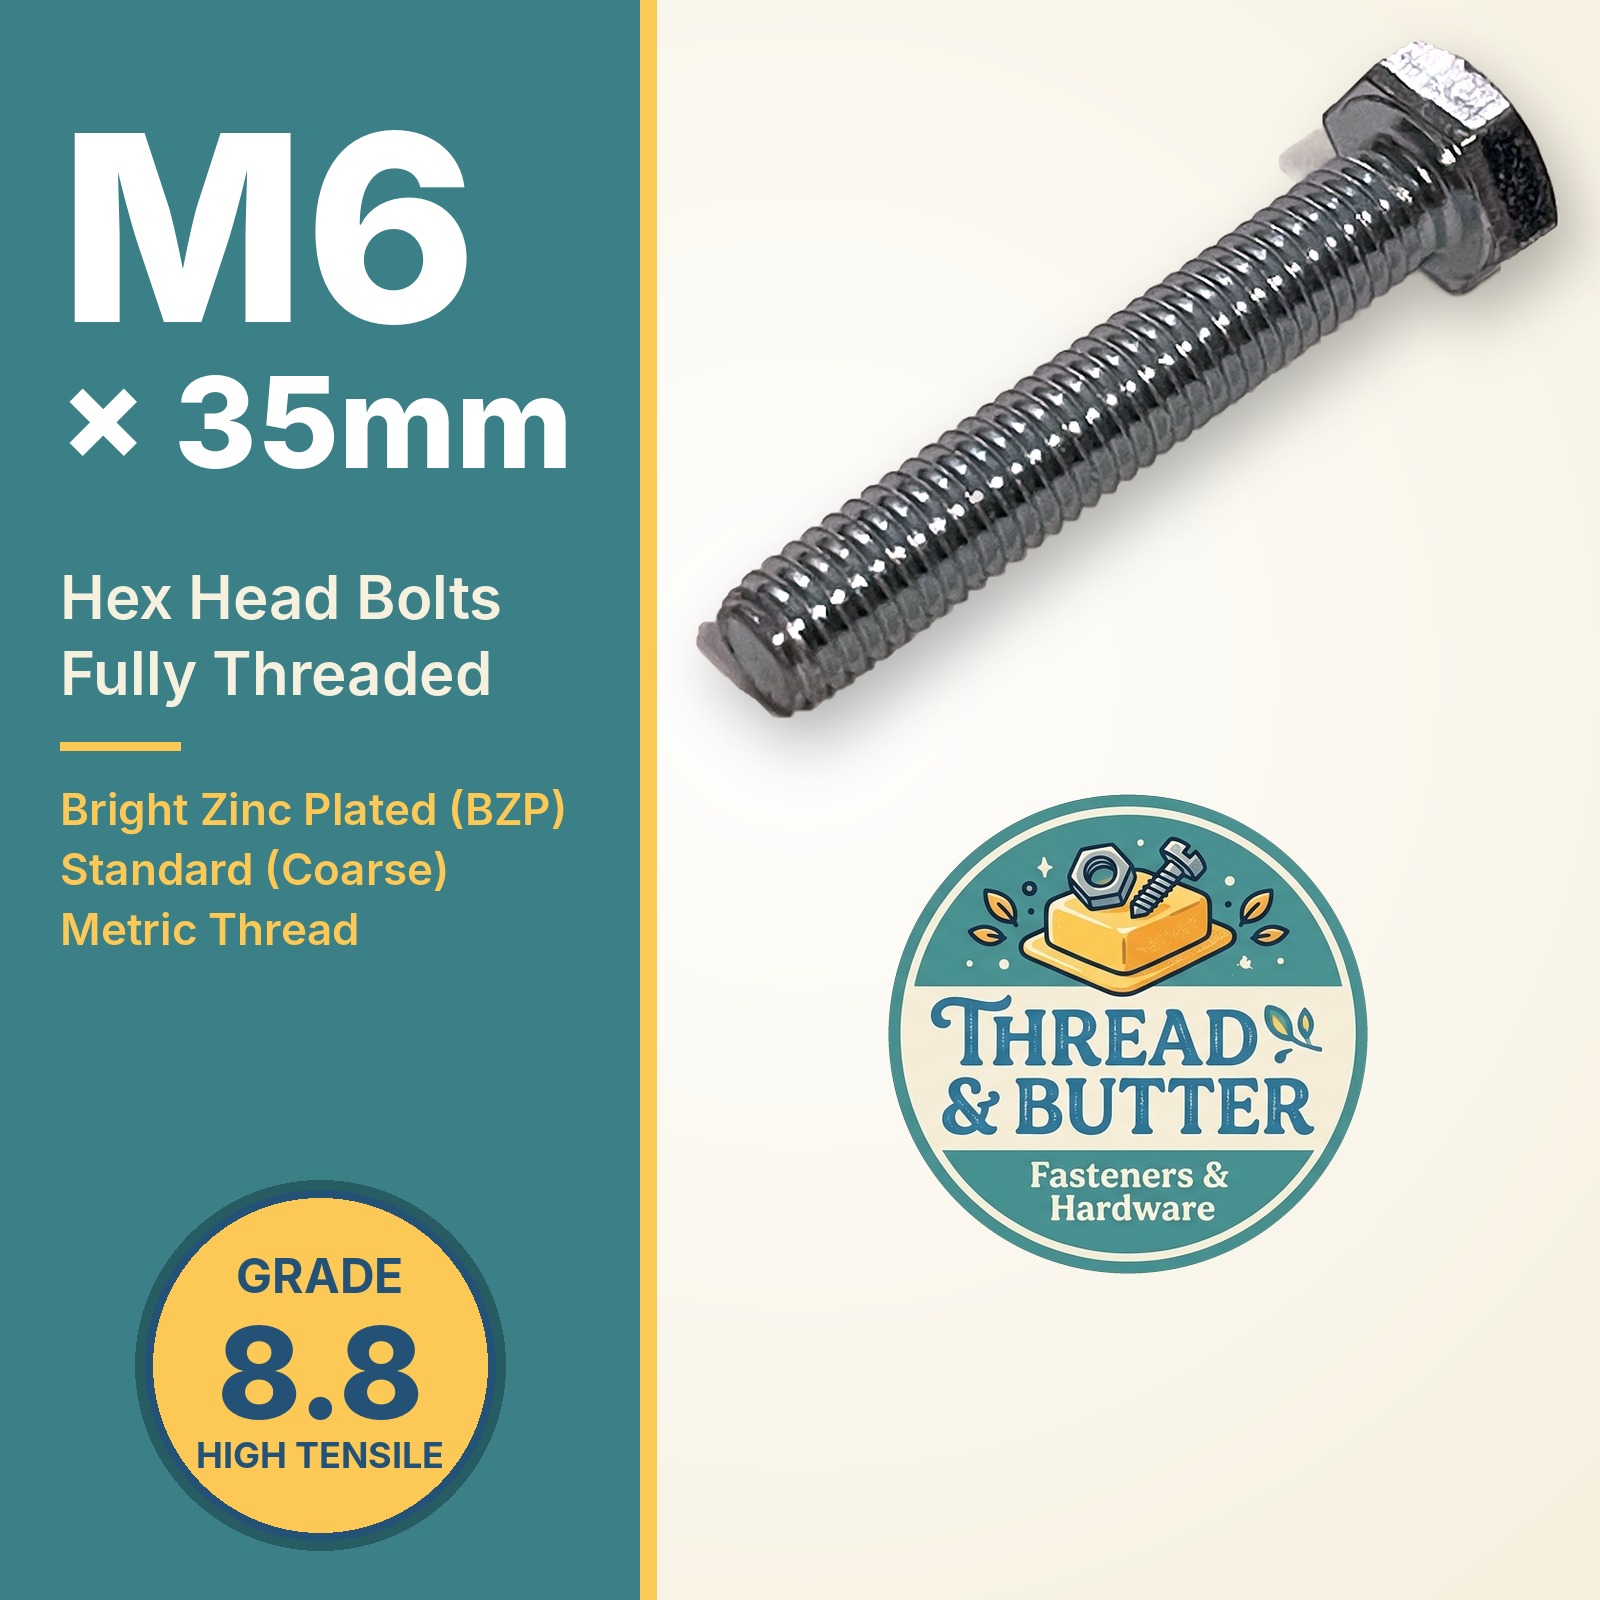 M6
× 35mm
Hex Head Bolts
Fully Threaded
Bright Zinc Plated (BZP)
Standard (Coarse)
Metric Thread
GRADE
8.8
HIGH TENSILE
THREAD
& BUTTER
Fasteners &
Hardware